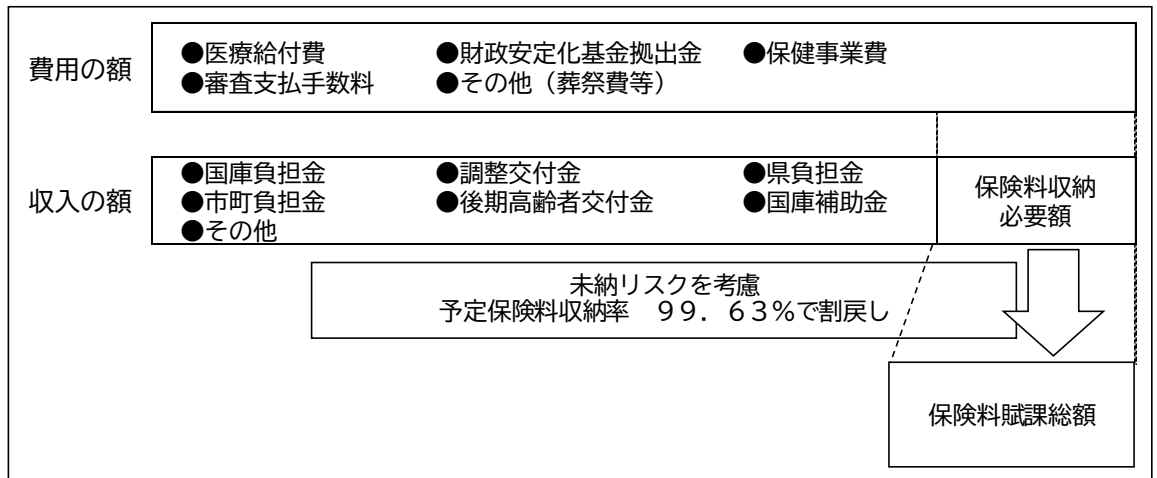 費用の額
●医療給付費 ●財政安定化基金拠出金 ●保健事業費
●審査支払手数料 ●その他（葬祭費等）
収入の額
●国庫負担金 ●調整交付金 ●県負担金
●市町負担金 ●後期高齢者交付金 ●国庫補助金
●その他
保険料収納
必要額
未納リスクを考慮
予定保険料収納率　９９．６３％で割戻し
保険料賦課総額